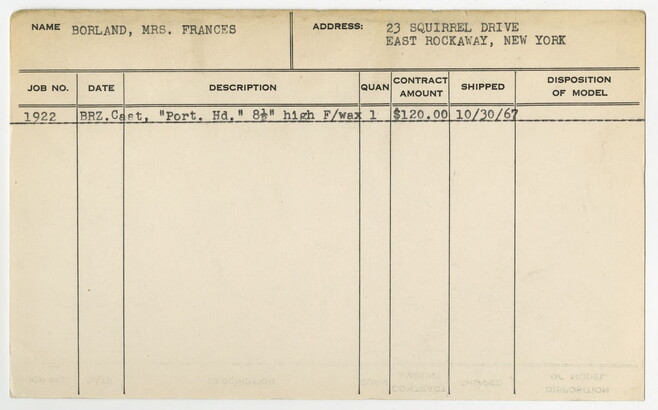 NAME BORLAND, MRS. FRANCES ADDRESS: 23 SQUIRREL DRIVE
EAST ROCKAWAY, NEW YORK
JOB NO. DATE DESCRIPTION QUAN CONTRACT AMOUNT SHIPPED DISPOSITION OF MODEL
1922 BRZ.Cast, "Port. Hd," 8½" high F/wax 1 $120.00 10/30/67